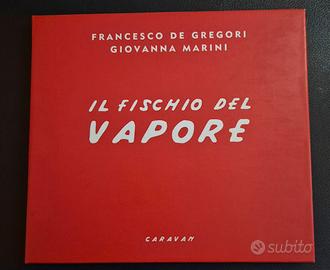 FRANCESCO DE GREGORI
GIOVANNA MARINI
IL FISCHIO DEL
VAPORE
CARAVAN
subito